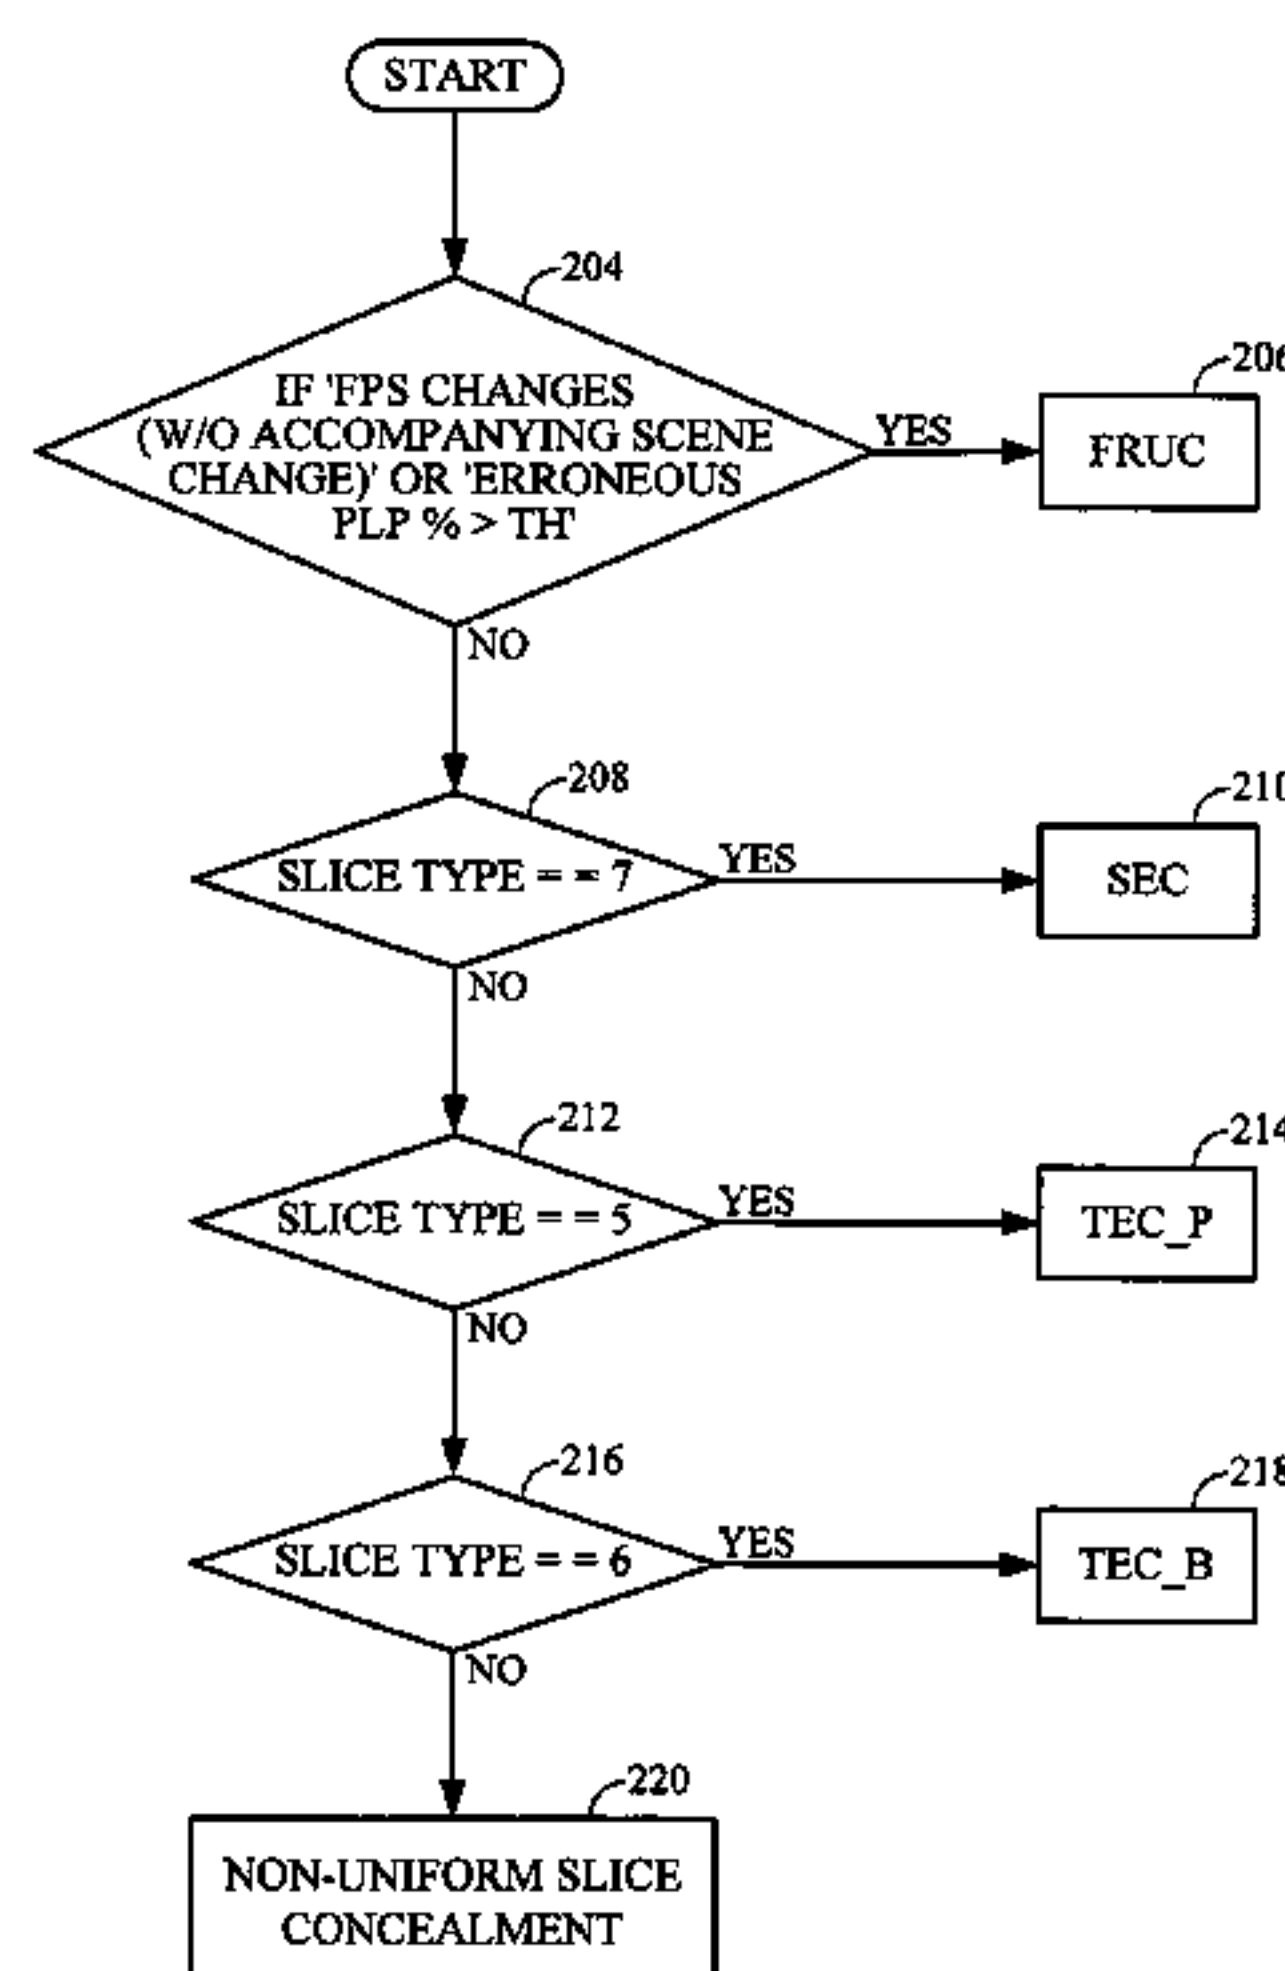 START
204
IF 'FPS CHANGES
(W/O ACCOMPANYING SCENE
CHANGE)' OR 'ERRONEOUS
PLP % > TH'
YES
206
FRUC
NO
208
SLICE TYPE = = 7
YES
210
SEC
NO
212
SLICE TYPE = = 5
YES
214
TEC_P
NO
216
SLICE TYPE = = 6
YES
218
TEC_B
NO
220
NON-UNIFORM SLICE
CONCEALMENT